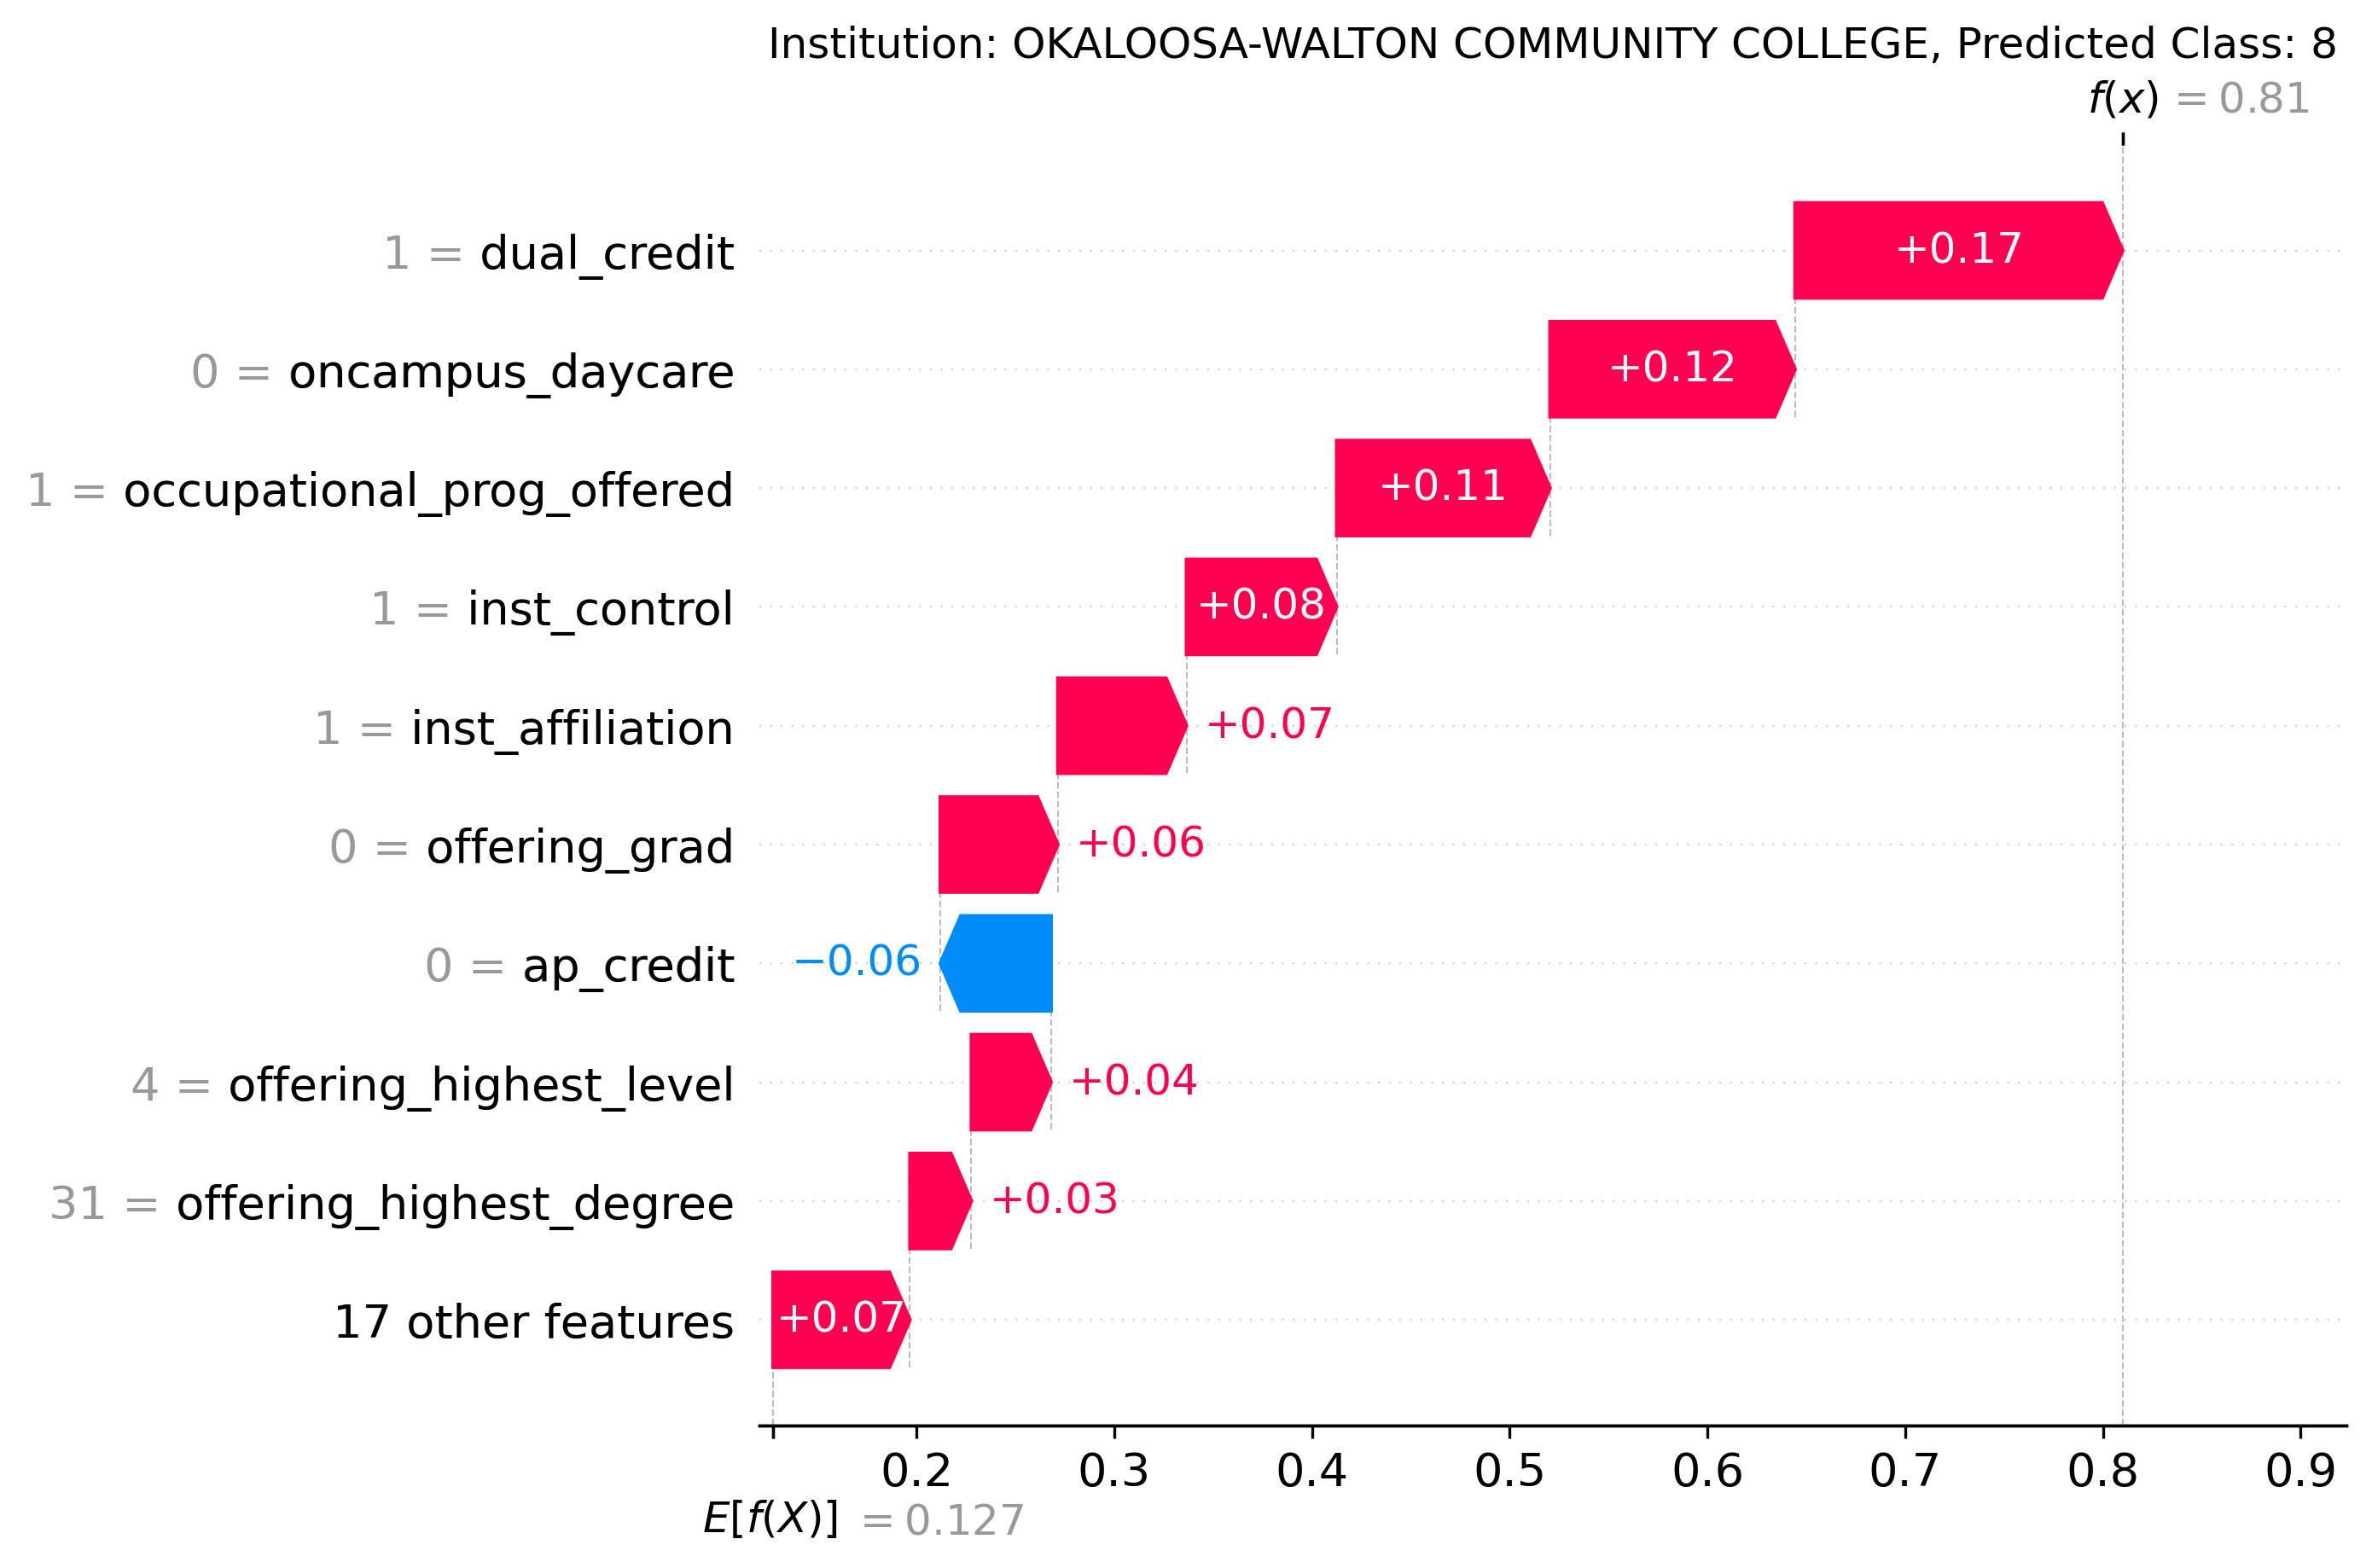 Institution: OKALOOSA-WALTON COMMUNITY COLLEGE, Predicted Class: 8
f(x) = 0.81
1 = dual_credit +0.17
0 = oncampus_daycare +0.12
1 = occupational_prog_offered +0.11
1 = inst_control +0.08
1 = inst_affiliation +0.07
0 = offering_grad +0.06
0 = ap_credit −0.06
4 = offering_highest_level +0.04
31 = offering_highest_degree +0.03
17 other features +0.07
0.2 0.3 0.4 0.5 0.6 0.7 0.8 0.9
E[f(X)] = 0.127